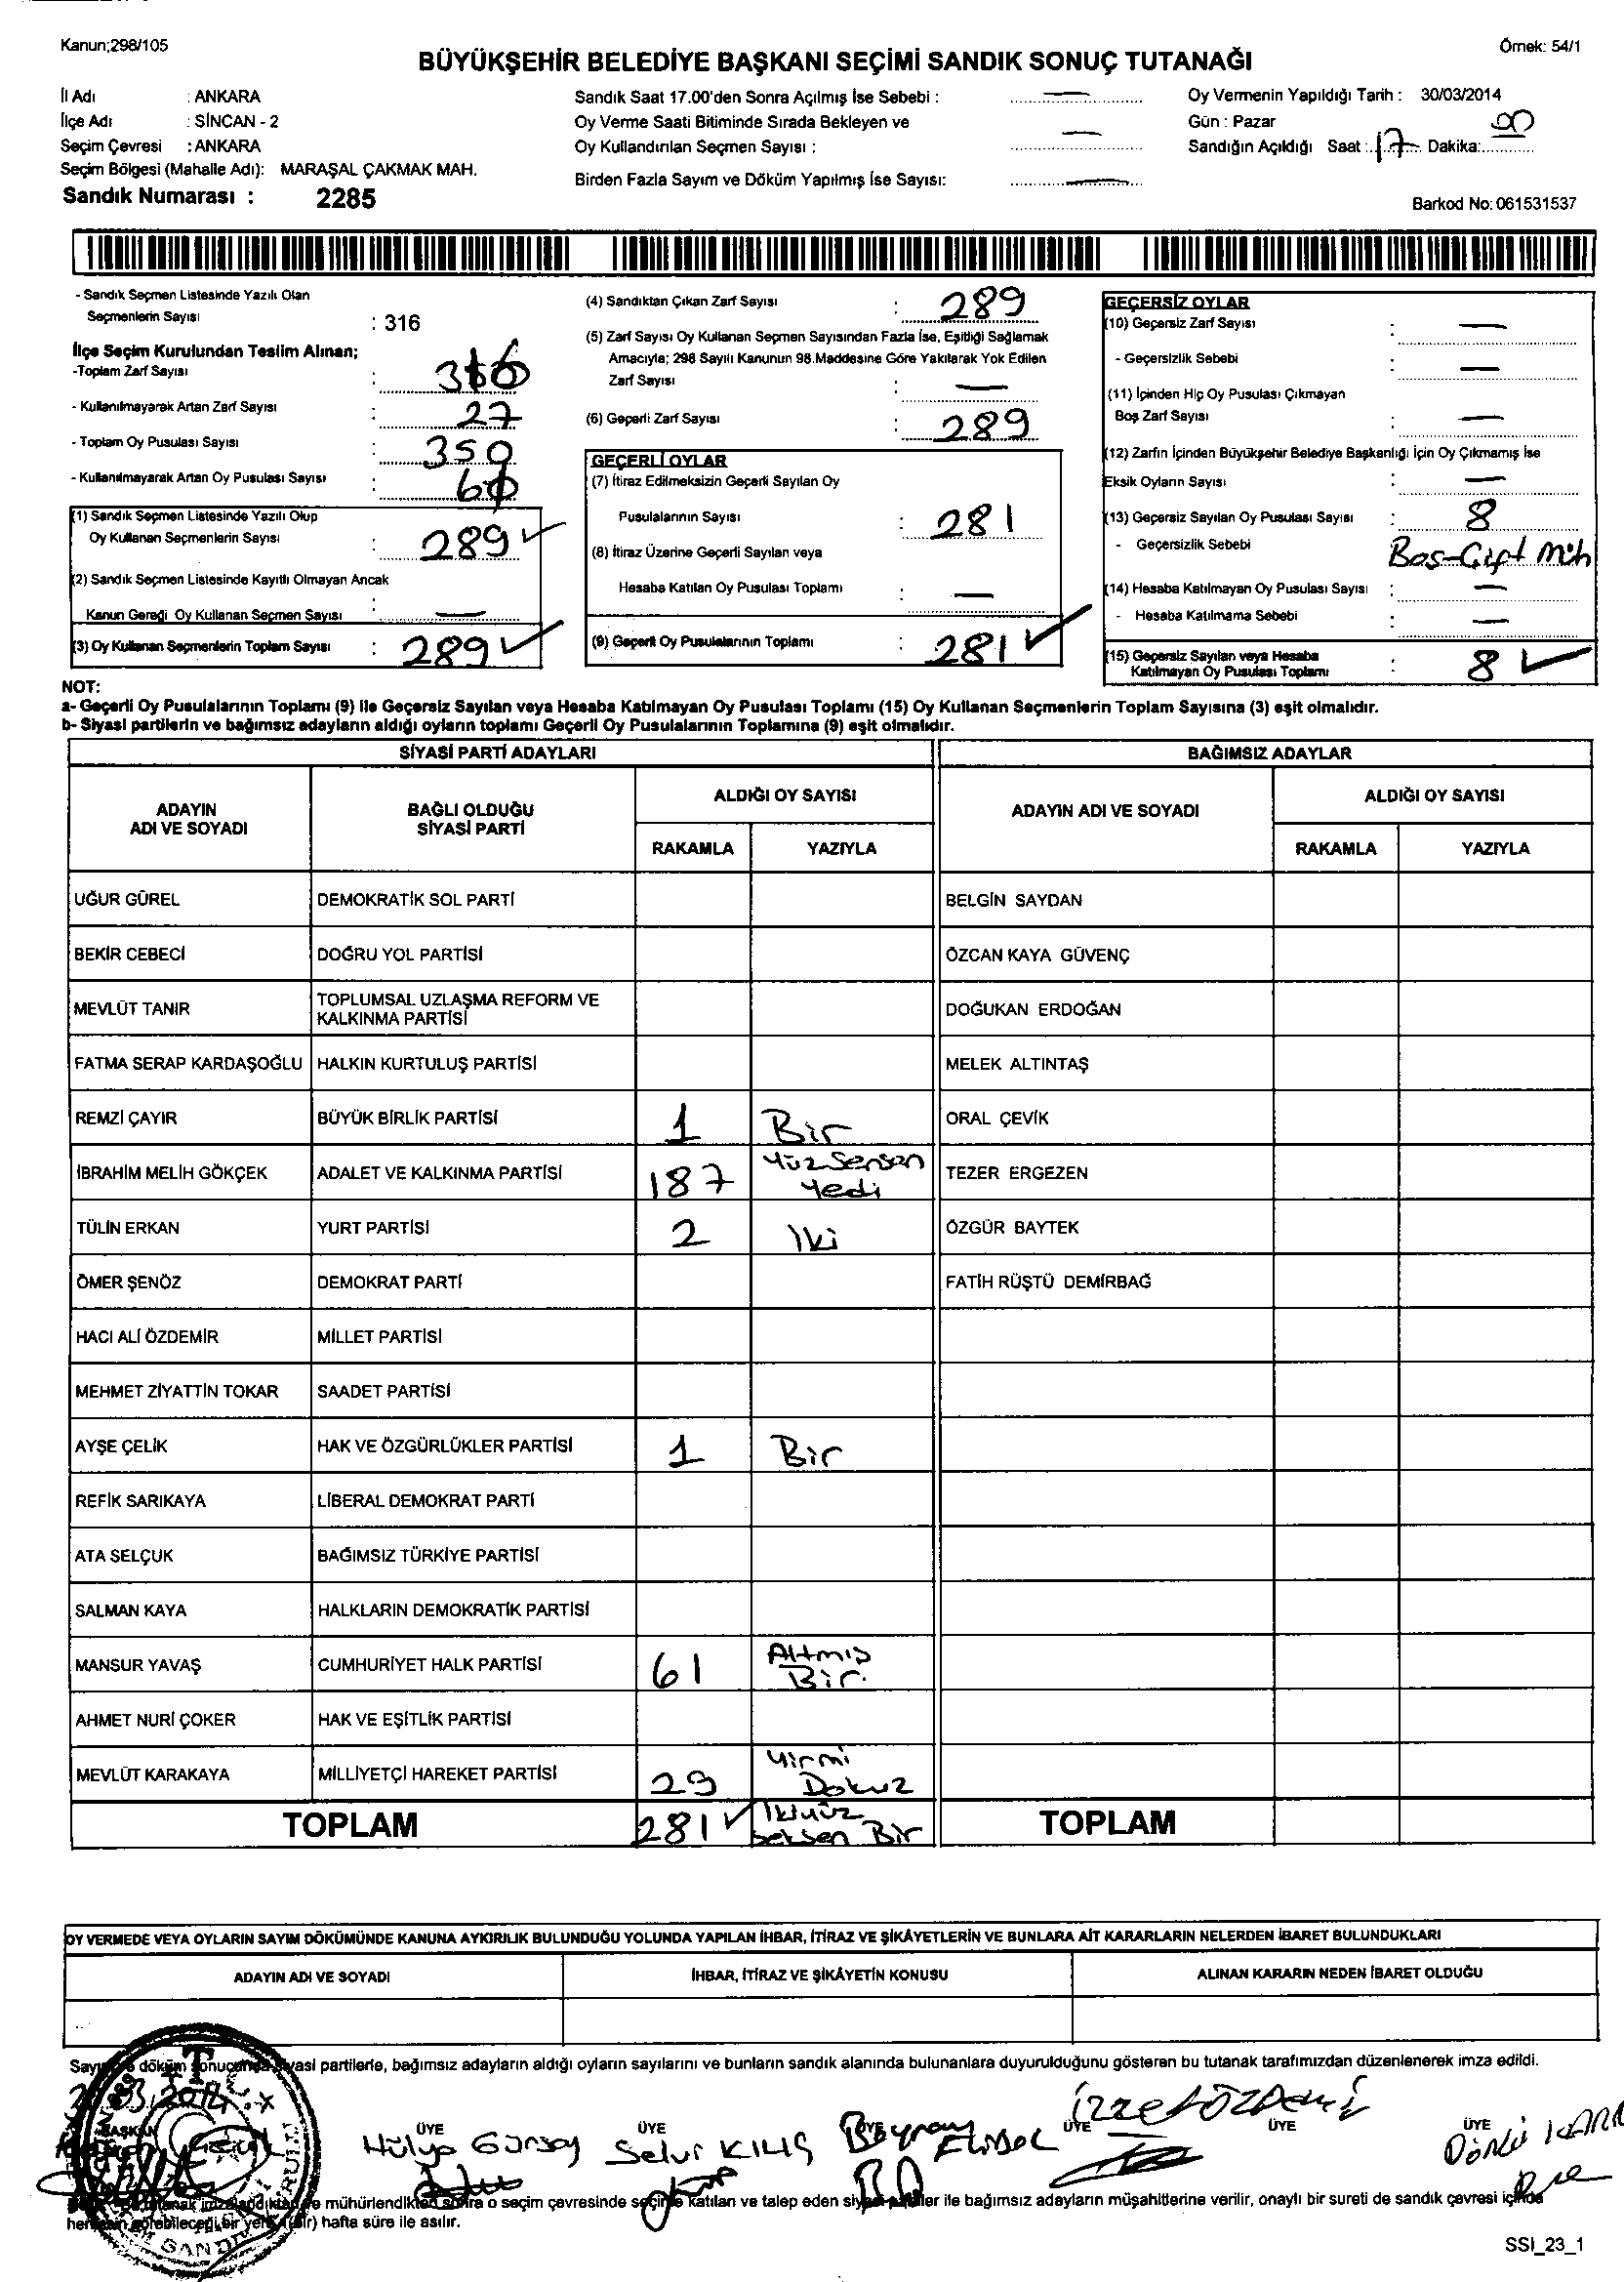 Kanun;298/105
Örnek: 54/1
BÜYÜKŞEHİR BELEDİYE BAŞKANI SEÇİMİ SANDIK SONUÇ TUTANAĞI
İl Adı : ANKARA
İlçe Adı : SİNCAN - 2
Seçim Çevresi : ANKARA
Seçim Bölgesi (Mahalle Adı): MARAŞAL ÇAKMAK MAH.
Sandık Numarası : 2285
Sandık Saat 17.00'den Sonra Açılmış İse Sebebi : —
Oy Verme Saati Bitiminde Sırada Bekleyen ve
Oy Kullandırılan Seçmen Sayısı : —
Birden Fazla Sayım ve Döküm Yapılmış İse Sayısı: —
Oy Vermenin Yapıldığı Tarih : 30/03/2014
Gün : Pazar
Sandığın Açıldığı Saat : 17 Dakika: 00
Barkod No: 061531537
- Sandık Seçmen Listesinde Yazılı Olan
Seçmenlerin Sayısı : 316
İlçe Seçim Kurulundan Teslim Alınan;
-Toplam Zarf Sayısı : 316
- Kullanılmayarak Artan Zarf Sayısı : 27
- Toplam Oy Pusulası Sayısı : 350
- Kullanılmayarak Artan Oy Pusulası Sayısı :
(1) Sandık Seçmen Listesinde Yazılı Olup
Oy Kullanan Seçmenlerin Sayısı : 289
(2) Sandık Seçmen Listesinde Kayıtlı Olmayan Ancak
Kanun Gereği Oy Kullanan Seçmen Sayısı : —
(3) Oy Kullanan Seçmenlerin Toplam Sayısı : 289
(4) Sandıktan Çıkan Zarf Sayısı : 289
(5) Zarf Sayısı Oy Kullanan Seçmen Sayısından Fazla İse, Eşitliği Sağlamak
Amacıyla; 298 Sayılı Kanunun 98.Maddesine Göre Yakılarak Yok Edilen
Zarf Sayısı : —
(6) Geçerli Zarf Sayısı : 289
GEÇERLİ OYLAR
(7) İtiraz Edilmeksizin Geçerli Sayılan Oy
Pusulalarının Sayısı : 281
(8) İtiraz Üzerine Geçerli Sayılan veya
Hesaba Katılan Oy Pusulası Toplamı : —
(9) Geçerli Oy Pusulalarının Toplamı : 281
GEÇERSİZ OYLAR
(10) Geçersiz Zarf Sayısı : —
- Geçersizlik Sebebi : —
(11) İçinden Hiç Oy Pusulası Çıkmayan
Boş Zarf Sayısı : —
(12) Zarfın İçinden Büyükşehir Belediye Başkanlığı İçin Oy Çıkmamış İse
Eksik Oyların Sayısı : —
(13) Geçersiz Sayılan Oy Pusulası Sayısı : 8
- Geçersizlik Sebebi : Boş-Çift Müh
(14) Hesaba Katılmayan Oy Pusulası Sayısı : —
- Hesaba Katılmama Sebebi : —
(15) Geçersiz Sayılan veya Hesaba
Katılmayan Oy Pusulası Toplamı : 8
NOT:
a- Geçerli Oy Pusulalarının Toplamı (9) ile Geçersiz Sayılan veya Hesaba Katılmayan Oy Pusulası Toplamı (15) Oy Kullanan Seçmenlerin Toplam Sayısına (3) eşit olmalıdır.
b- Siyasi partilerin ve bağımsız adayların aldığı oyların toplamı Geçerli Oy Pusulalarının Toplamına (9) eşit olmalıdır.
SİYASİ PARTİ ADAYLARI
BAĞIMSIZ ADAYLAR
ADAYIN ADI VE SOYADI
BAĞLI OLDUĞU SİYASİ PARTİ
ALDIĞI OY SAYISI
RAKAMLA YAZIYLA
ADAYIN ADI VE SOYADI
ALDIĞI OY SAYISI
RAKAMLA YAZIYLA
UĞUR GÜREL DEMOKRATİK SOL PARTİ BELGİN SAYDAN
BEKİR CEBECİ DOĞRU YOL PARTİSİ ÖZCAN KAYA GÜVENÇ
MEVLÜT TANIR TOPLUMSAL UZLAŞMA REFORM VE KALKINMA PARTİSİ DOĞUKAN ERDOĞAN
FATMA SERAP KARDAŞOĞLU HALKIN KURTULUŞ PARTİSİ MELEK ALTINTAŞ
REMZİ ÇAYIR BÜYÜK BİRLİK PARTİSİ 1 Bir ORAL ÇEVİK
İBRAHİM MELİH GÖKÇEK ADALET VE KALKINMA PARTİSİ 187 Yüz Sensen Yedi TEZER ERGEZEN
TÜLİN ERKAN YURT PARTİSİ 2 İki ÖZGÜR BAYTEK
ÖMER ŞENÖZ DEMOKRAT PARTİ FATİH RÜŞTÜ DEMİRBAĞ
HACI ALİ ÖZDEMİR MİLLET PARTİSİ
MEHMET ZİYATTİN TOKAR SAADET PARTİSİ
AYŞE ÇELİK HAK VE ÖZGÜRLÜKLER PARTİSİ 1 Bir
REFİK SARIKAYA LİBERAL DEMOKRAT PARTİ
ATA SELÇUK BAĞIMSIZ TÜRKİYE PARTİSİ
SALMAN KAYA HALKLARIN DEMOKRATİK PARTİSİ
MANSUR YAVAŞ CUMHURİYET HALK PARTİSİ 61 Altmış Bir
AHMET NURİ ÇOKER HAK VE EŞİTLİK PARTİSİ
MEVLÜT KARAKAYA MİLLİYETÇİ HAREKET PARTİSİ 29 Yirmi Dokuz
TOPLAM 281 İkiyüz Seksen Bir TOPLAM
OY VERMEDE VEYA OYLARIN SAYIM DÖKÜMÜNDE KANUNA AYKIRILIK BULUNDUĞU YOLUNDA YAPILAN İHBAR, İTİRAZ VE ŞİKÂYETLERİN VE BUNLARA AİT KARARLARIN NELERDEN İBARET BULUNDUKLARI
ADAYIN ADI VE SOYADI İHBAR, İTİRAZ VE ŞİKÂYETİN KONUSU ALINAN KARARIN NEDEN İBARET OLDUĞU
döküm siyasi partilerle, bağımsız adayların aldığı oyların sayılarını ve bunların sandık alanında bulunanlara duyurulduğunu gösteren bu tutanak tarafımızdan düzenlenerek imza edildi.
BAŞKAN ÜYE ÜYE ÜYE ÜYE ÜYE ÜYE
Hülya Gürsoy Selvi KILIÇ Bayram İZZET ÖZDEMİR
mühürlendikten sonra o seçim çevresinde seçime katılan ve talep eden siyasi partiler ile bağımsız adayların müşahitlerine verilir, onaylı bir sureti de sandık çevresi içinde
hafta süre ile asılır.
SSI_23_1